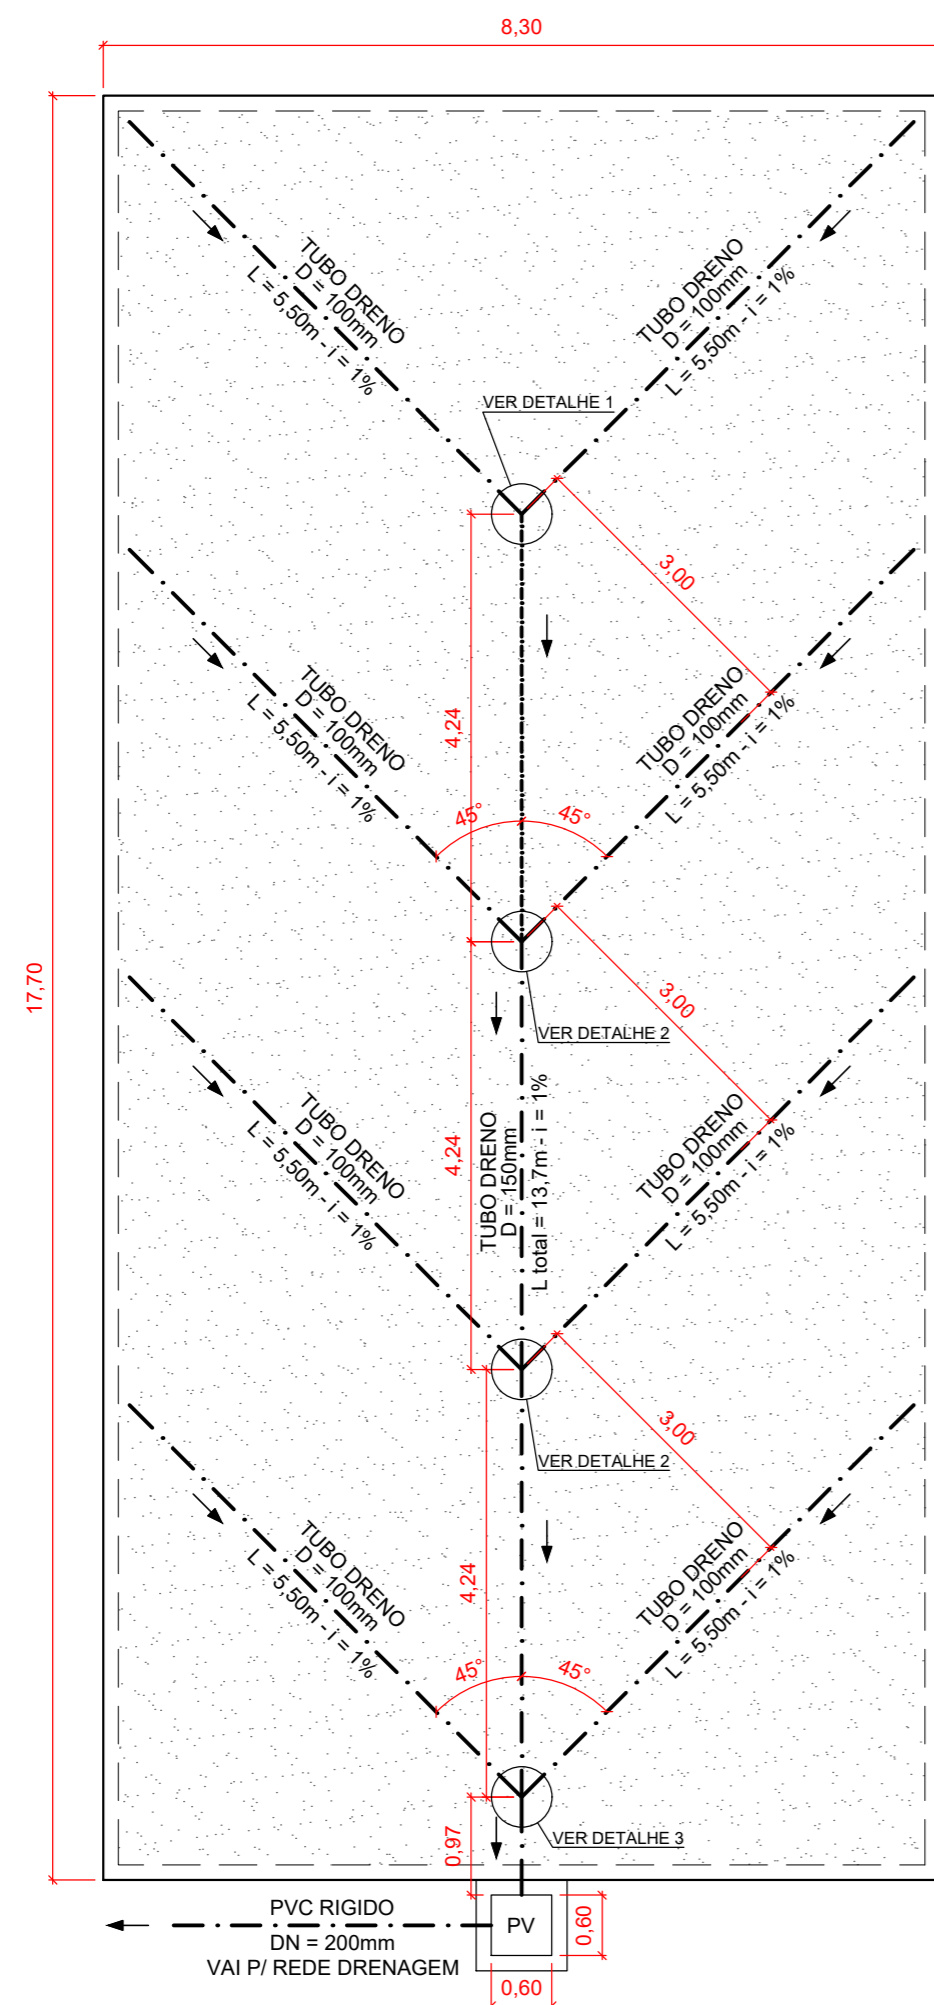 8,30
TUBO DRENO
D = 100mm
L = 5,50m - i = 1%
TUBO DRENO
D = 100mm
L = 5,50m - i = 1%
VER DETALHE 1
3,00
4,24
TUBO DRENO
D = 100mm
L = 5,50m - i = 1%
TUBO DRENO
D = 100mm
L = 5,50m - i = 1%
45°
45°
17,70
3,00
VER DETALHE 2
4,24
TUBO DRENO
D = 150mm
L total = 13,7m - i = 1%
TUBO DRENO
D = 100mm
L = 5,50m - i = 1%
TUBO DRENO
D = 100mm
L = 5,50m - i = 1%
3,00
VER DETALHE 2
4,24
TUBO DRENO
D = 100mm
L = 5,50m - i = 1%
TUBO DRENO
D = 100mm
L = 5,50m - i = 1%
45°
45°
0,97
VER DETALHE 3
PVC RIGIDO
DN = 200mm
VAI P/ REDE DRENAGEM
PV
0,60
0,60